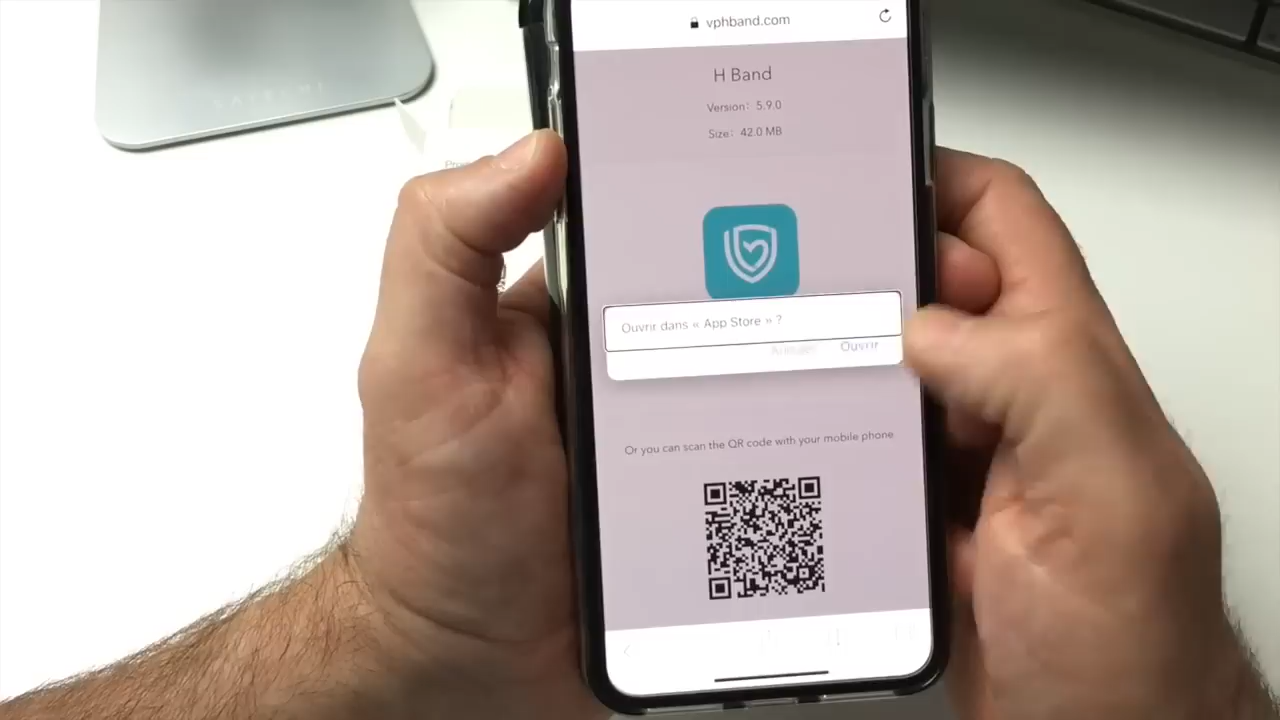 vphband.com
H Band
Version: 5.9.0
Size: 42.0 MB
Ouvrir dans « App Store » ?
Annuler Ouvrir
Or you can scan the QR code with your mobile phone